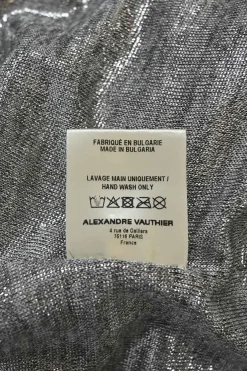 FABRIQUÉ EN BULGARIE
MADE IN BULGARIA
LAVAGE MAIN UNIQUEMENT /
HAND WASH ONLY
ALEXANDRE VAUTHIER
4 rue de Galliera
75116 PARIS
France